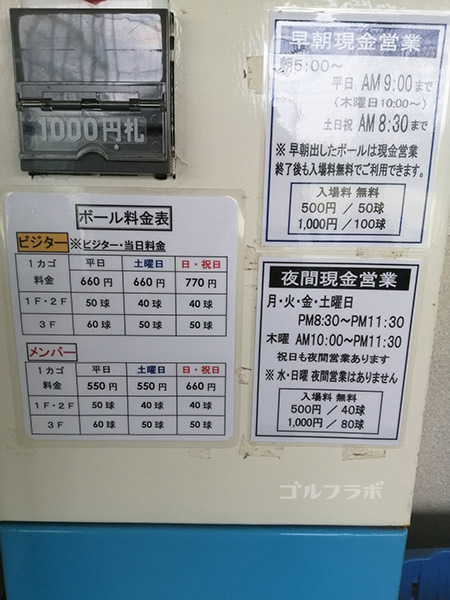 1000円札
早朝現金営業
朝5:00～
平日 AM 9:00まで
(木曜日10:00～)
土日祝 AM 8:30まで
※ 早朝出したボールは現金営業
終了後も入場料無料でご利用できます。
入場料 無料
500円 / 50球
1,000円 / 100球
ボール料金表
ビジター ※ビジター・当日料金
1カゴ 平日 土曜日 日・祝日
料金 660円 660円 770円
1F・2F 50球 40球 40球
3F 60球 50球 50球
メンバー
1カゴ 平日 土曜日 日・祝日
料金 550円 550円 660円
1F・2F 50球 40球 40球
3F 60球 50球 50球
夜間現金営業
月・火・金・土曜日
PM8:30～PM11:30
木曜 AM10:00～PM11:30
祝日も夜間営業あります
※ 水・日曜 夜間営業はありません
入場料 無料
500円 / 40球
1,000円 / 80球
ゴルフラボ